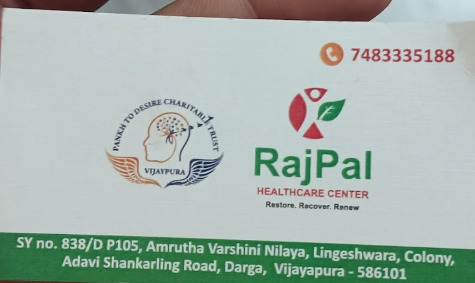 7483335188
PANKH TO DESIRE CHARITABLE TRUST
VIJAYPURA
RajPal
HEALTHCARE CENTER
Restore. Recover. Renew
SY no. 838/D P105, Amrutha Varshini Nilaya, Lingeshwara, Colony,
Adavi Shankarling Road, Darga, Vijayapura - 586101